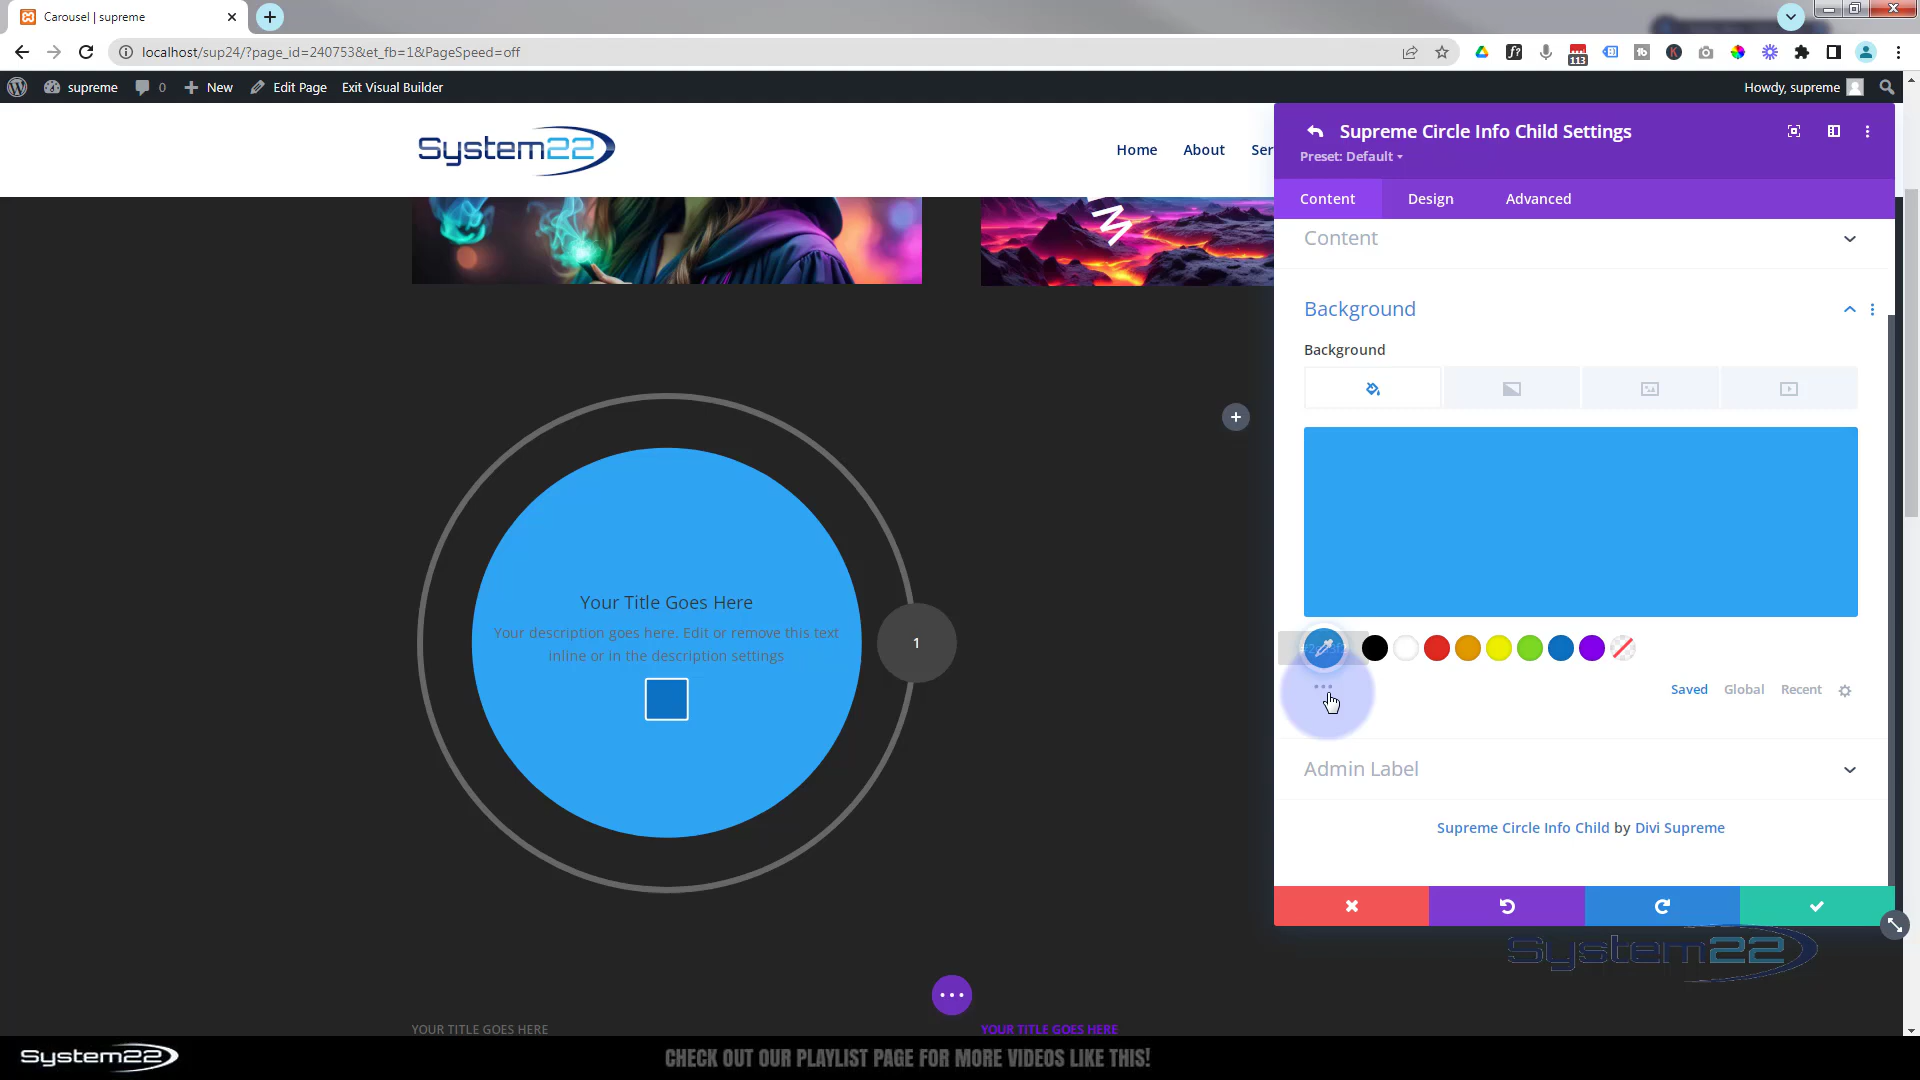 Carousel | supreme
localhost/sup24/?page_id=240753&et_fb=1&PageSpeed=off
113
supreme
0
New
Edit Page
Exit Visual Builder
Howdy, supreme
System22
Home
About
Ser
Supreme Circle Info Child Settings
Preset: Default
Content
Design
Advanced
Content
Background
Background
Your Title Goes Here
Your description goes here. Edit or remove this text
inline or in the description settings
1
Saved
Global
Recent
Admin Label
Supreme Circle Info Child by Divi Supreme
System22
YOUR TITLE GOES HERE
YOUR TITLE GOES HERE
System22
CHECK OUT OUR PLAYLIST PAGE FOR MORE VIDEOS LIKE THIS!